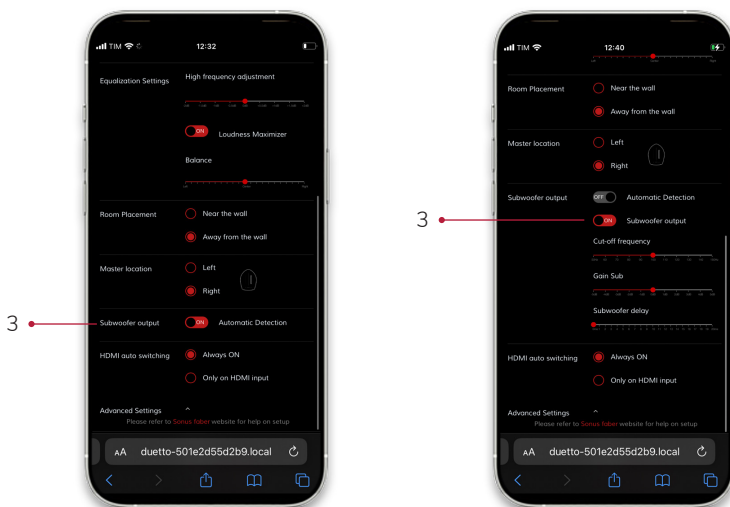 TIM
12:32
Equalization Settings
High frequency adjustment
ON
Loudness Maximizer
Balance
Left
Right
Room Placement
Near the wall
Away from the wall
Master location
Left
Right
3
Subwoofer output
ON
Automatic Detection
HDMI auto switching
Always ON
Only on HDMI input
Advanced Settings
Please refer to Sonus faber website for help on setup
AA duetto-501e2d55d2b9.local
TIM
12:40
Left
Right
Room Placement
Near the wall
Away from the wall
Master location
Left
Right
Subwoofer output
OFF
Automatic Detection
3
ON
Subwoofer output
Cut-off frequency
Gain Sub
Subwoofer delay
HDMI auto switching
Always ON
Only on HDMI input
Advanced Settings
Please refer to Sonus faber website for help on setup
AA duetto-501e2d55d2b9.local